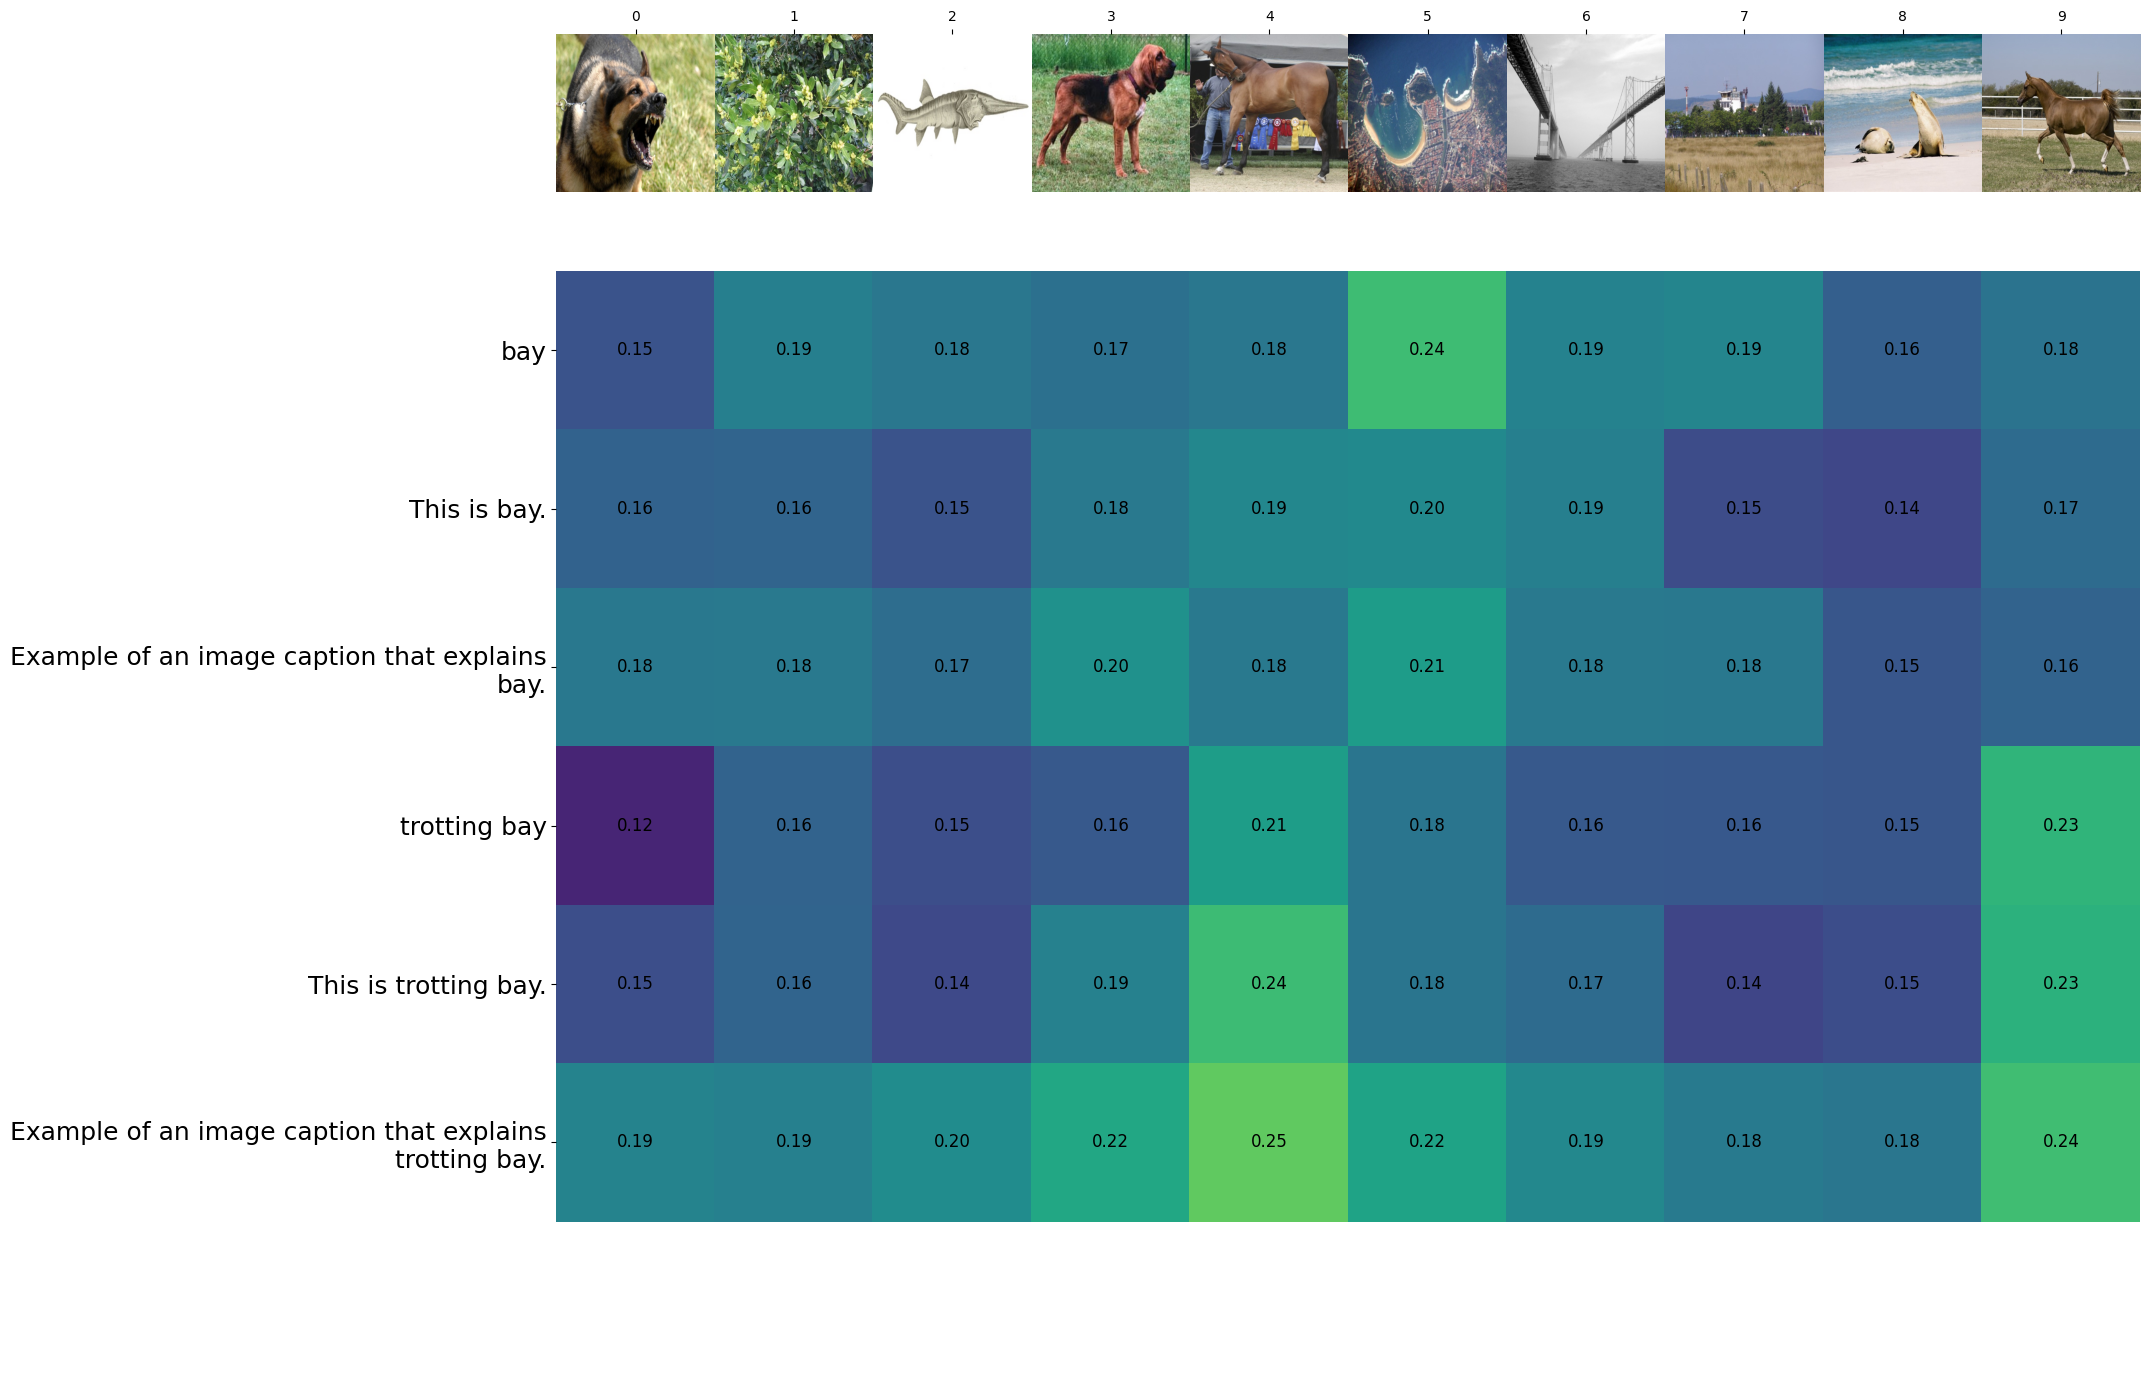 0 1 2 3 4 5 6 7 8 9
bay 0.15 0.19 0.18 0.17 0.18 0.24 0.19 0.19 0.16 0.18
This is bay. 0.16 0.16 0.15 0.18 0.19 0.20 0.19 0.15 0.14 0.17
Example of an image caption that explains
bay. 0.18 0.18 0.17 0.20 0.18 0.21 0.18 0.18 0.15 0.16
trotting bay 0.12 0.16 0.15 0.16 0.21 0.18 0.16 0.16 0.15 0.23
This is trotting bay. 0.15 0.16 0.14 0.19 0.24 0.18 0.17 0.14 0.15 0.23
Example of an image caption that explains
trotting bay. 0.19 0.19 0.20 0.22 0.25 0.22 0.19 0.18 0.18 0.24